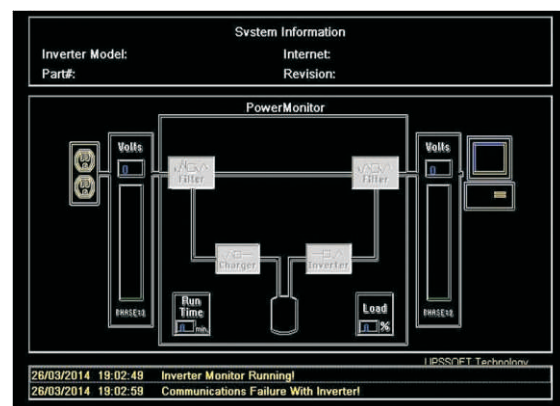 System Information
Inverter Model:
Internet:
Part#:
Revision:
PowerMonitor
Volts
0
Filter
Filter
Volts
0
Charger
Inverter
Run
Time
0 min.
Load
0 %
PHASE12
PHASE12
UPSSOFT Technology
26/03/2014 19:02:49 Inverter Monitor Running!
26/03/2014 19:02:59 Communications Failure With Inverter!